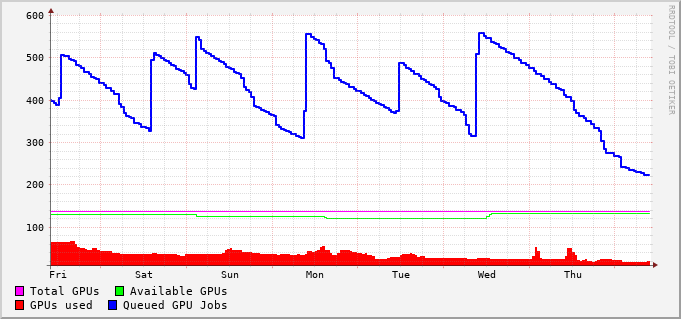 600
500
400
300
200
100
Fri Sat Sun Mon Tue Wed Thu
Total GPUs Available GPUs
GPUs used Queued GPU Jobs
RRDTOOL / TOBI OETIKER